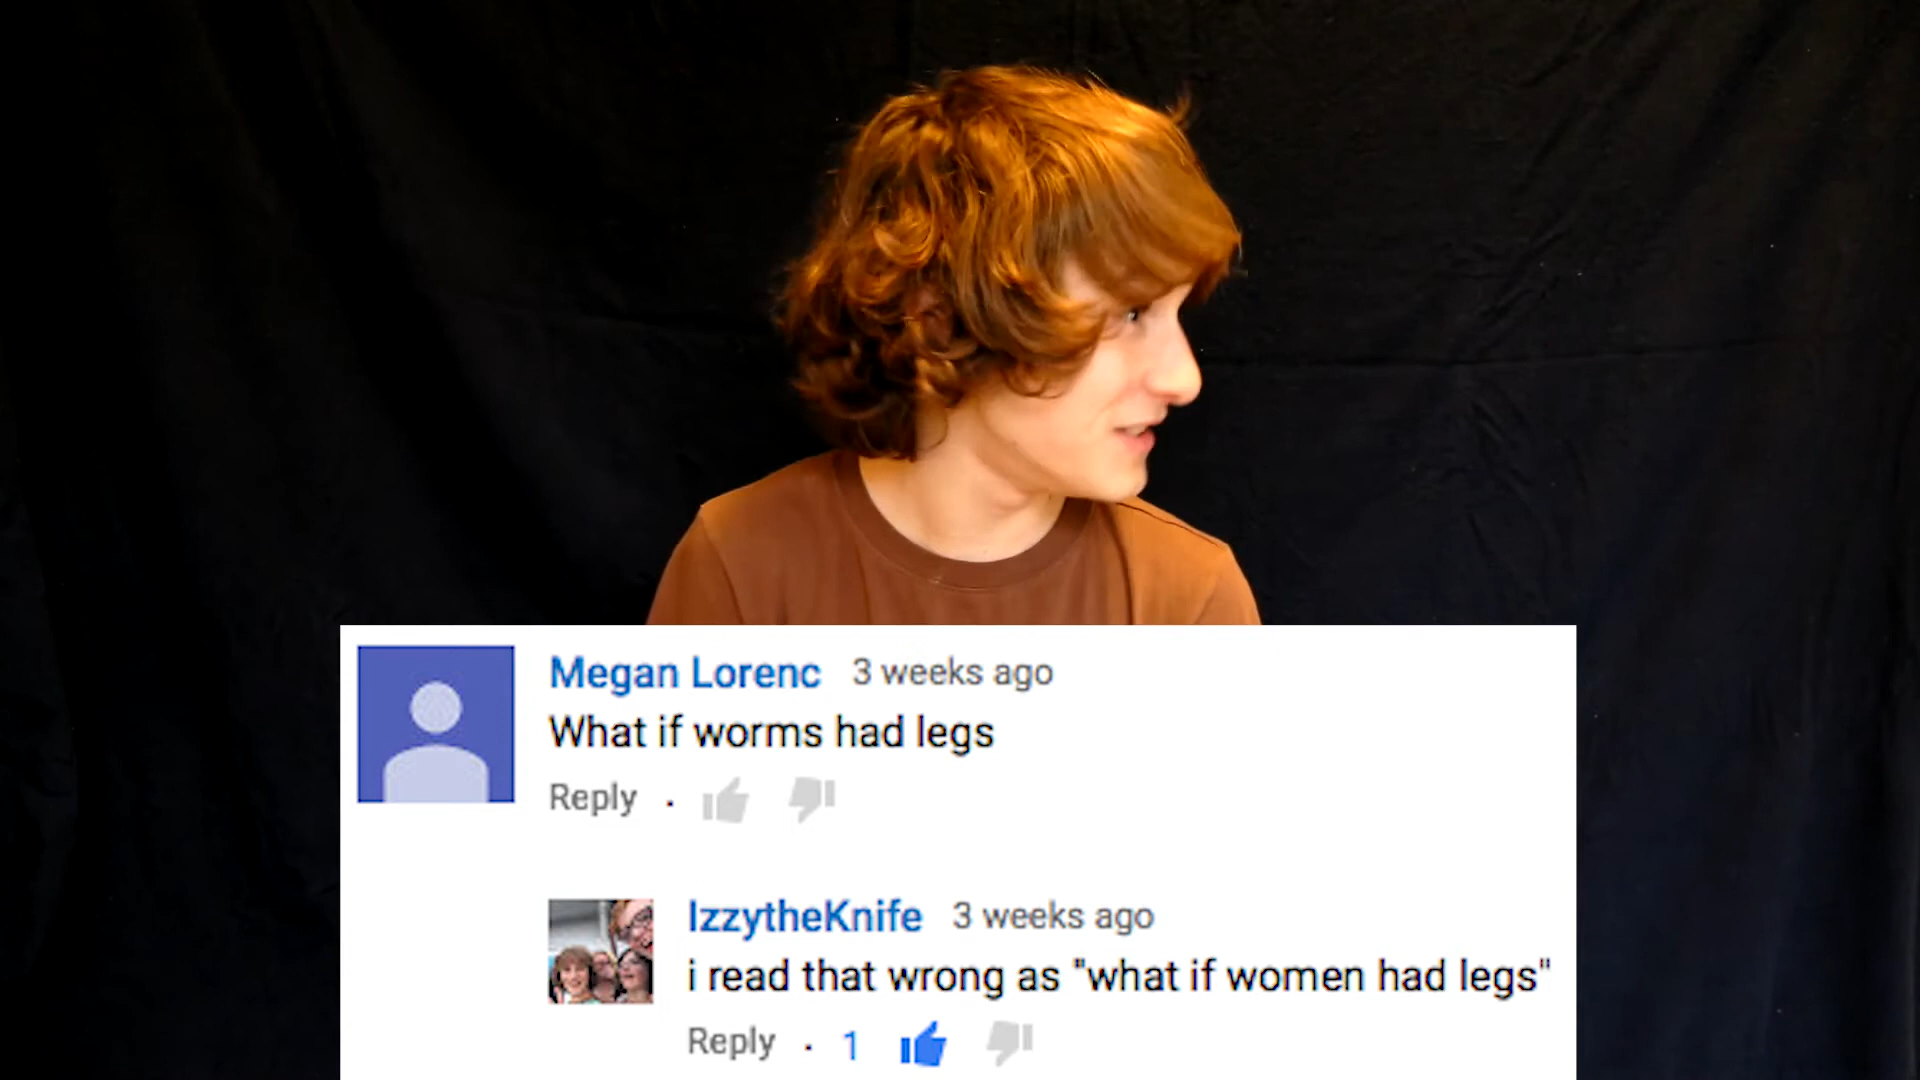 Megan Lorenc 3 weeks ago
What if worms had legs
Reply ·
IzzytheKnife 3 weeks ago
i read that wrong as "what if women had legs"
Reply · 1